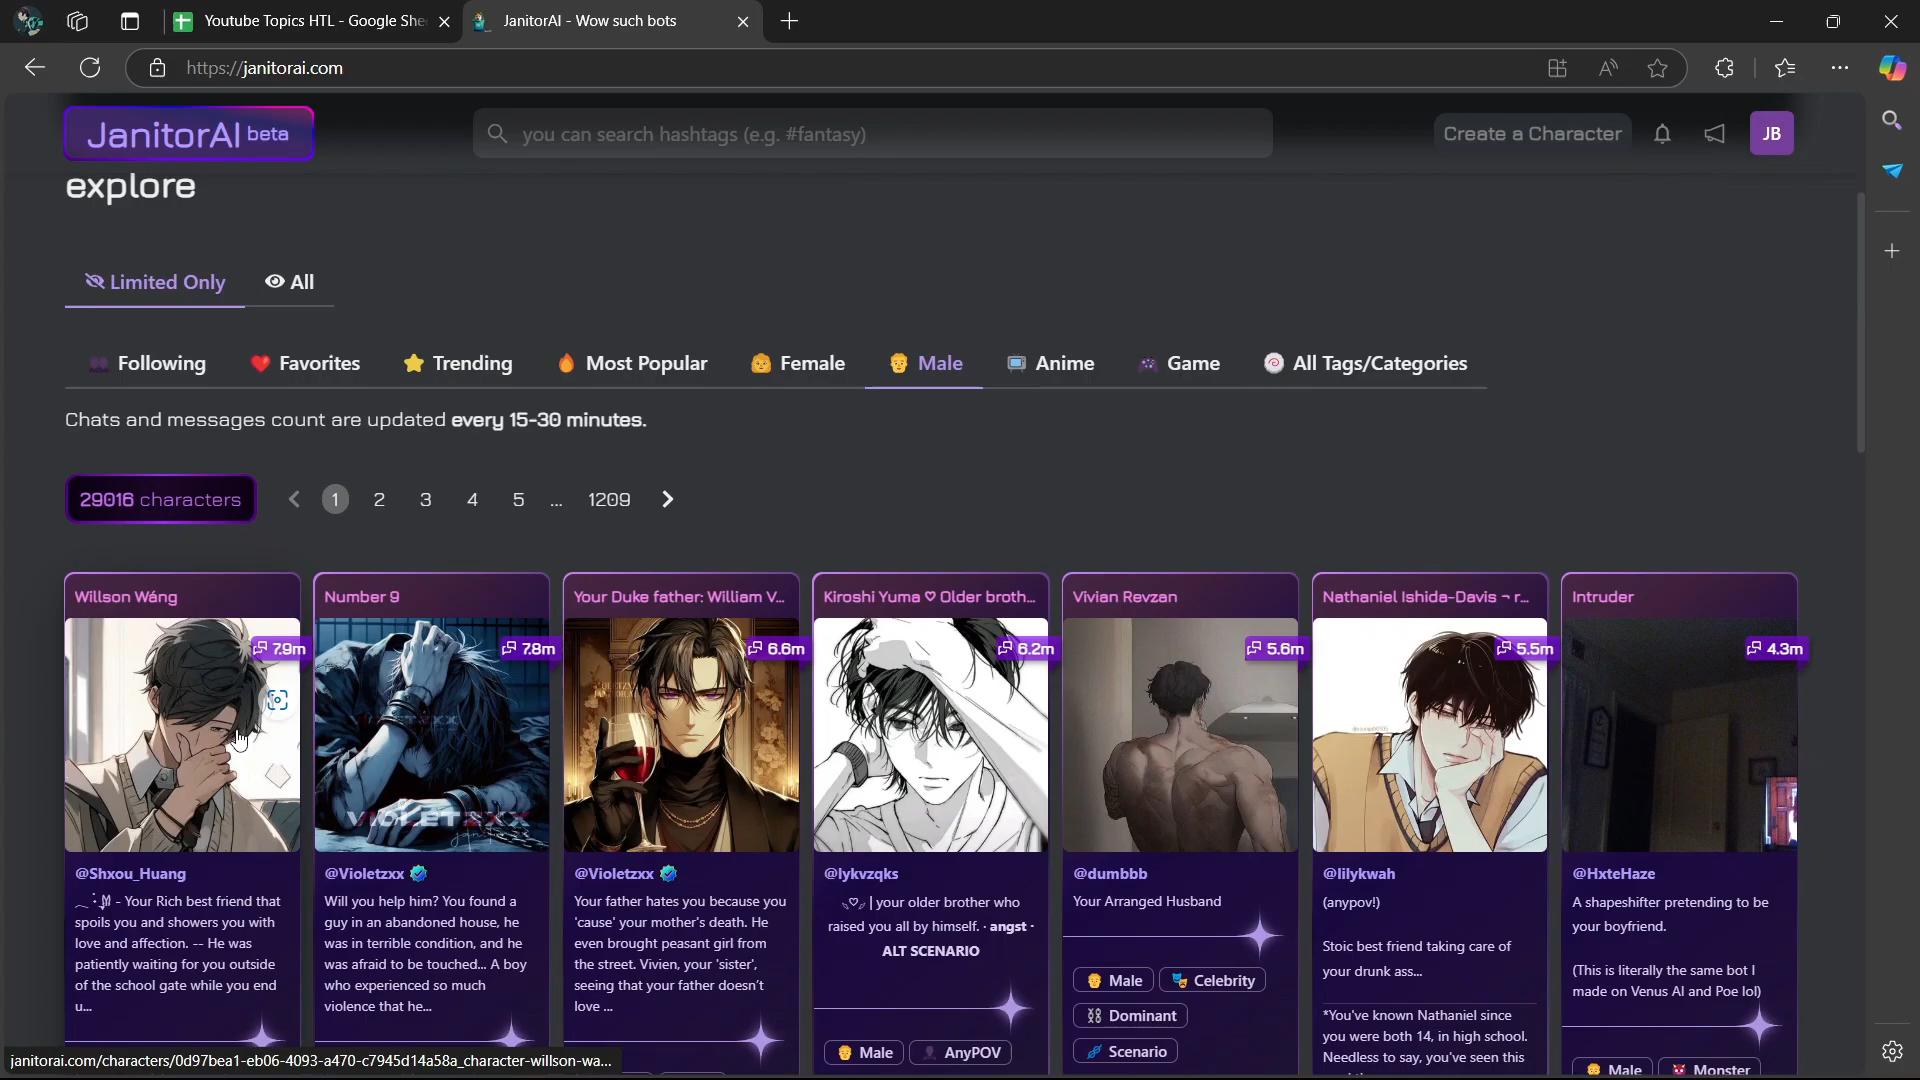 Youtube Topics HTL - Google She
JanitorAI - Wow such bots
https://janitorai.com
JanitorAI beta
you can search hashtags (e.g. #fantasy)
Create a Character
JB
explore
Limited Only
All
Following
Favorites
Trending
Most Popular
Female
Male
Anime
Game
All Tags/Categories
Chats and messages count are updated every 15-30 minutes.
29016 characters
1 2 3 4 5 ... 1209
Willson Wáng
7.9m
@Shxou_Huang
- Your Rich best friend that
spoils you and showers you with
love and affection. -- He was
patiently waiting for you outside
of the school gate while you end
u...
Number 9
7.8m
VIOLETZXX
@Violetzxx
Will you help him? You found a
guy in an abandoned house, he
was in terrible condition, and he
was afraid to be touched... A boy
who experienced so much
violence that he...
Your Duke father: William V...
6.6m
@Violetzxx
Your father hates you because you
'cause' your mother's death. He
even brought peasant girl from
the street. Vivien, your 'sister',
seeing that your father doesn't
love ...
Kiroshi Yuma ♡ Older broth...
6.2m
@lykvzqks
| your older brother who
raised you all by himself. · angst ·
ALT SCENARIO
Male
AnyPOV
Vivian Revzan
5.6m
@dumbbb
Your Arranged Husband
Male
Celebrity
Dominant
Scenario
Nathaniel Ishida-Davis ¬ r...
5.5m
@lilykwah
(anypov!)
Stoic best friend taking care of
your drunk ass...
*You've known Nathaniel since
you were both 14, in high school.
Needless to say, you've seen this
Intruder
4.3m
@HxteHaze
A shapeshifter pretending to be
your boyfriend.
(This is literally the same bot I
made on Venus AI and Poe lol)
Male
Monster
janitorai.com/characters/0d97bea1-eb06-4093-a470-c7945d14a58a_character-willson-wa...